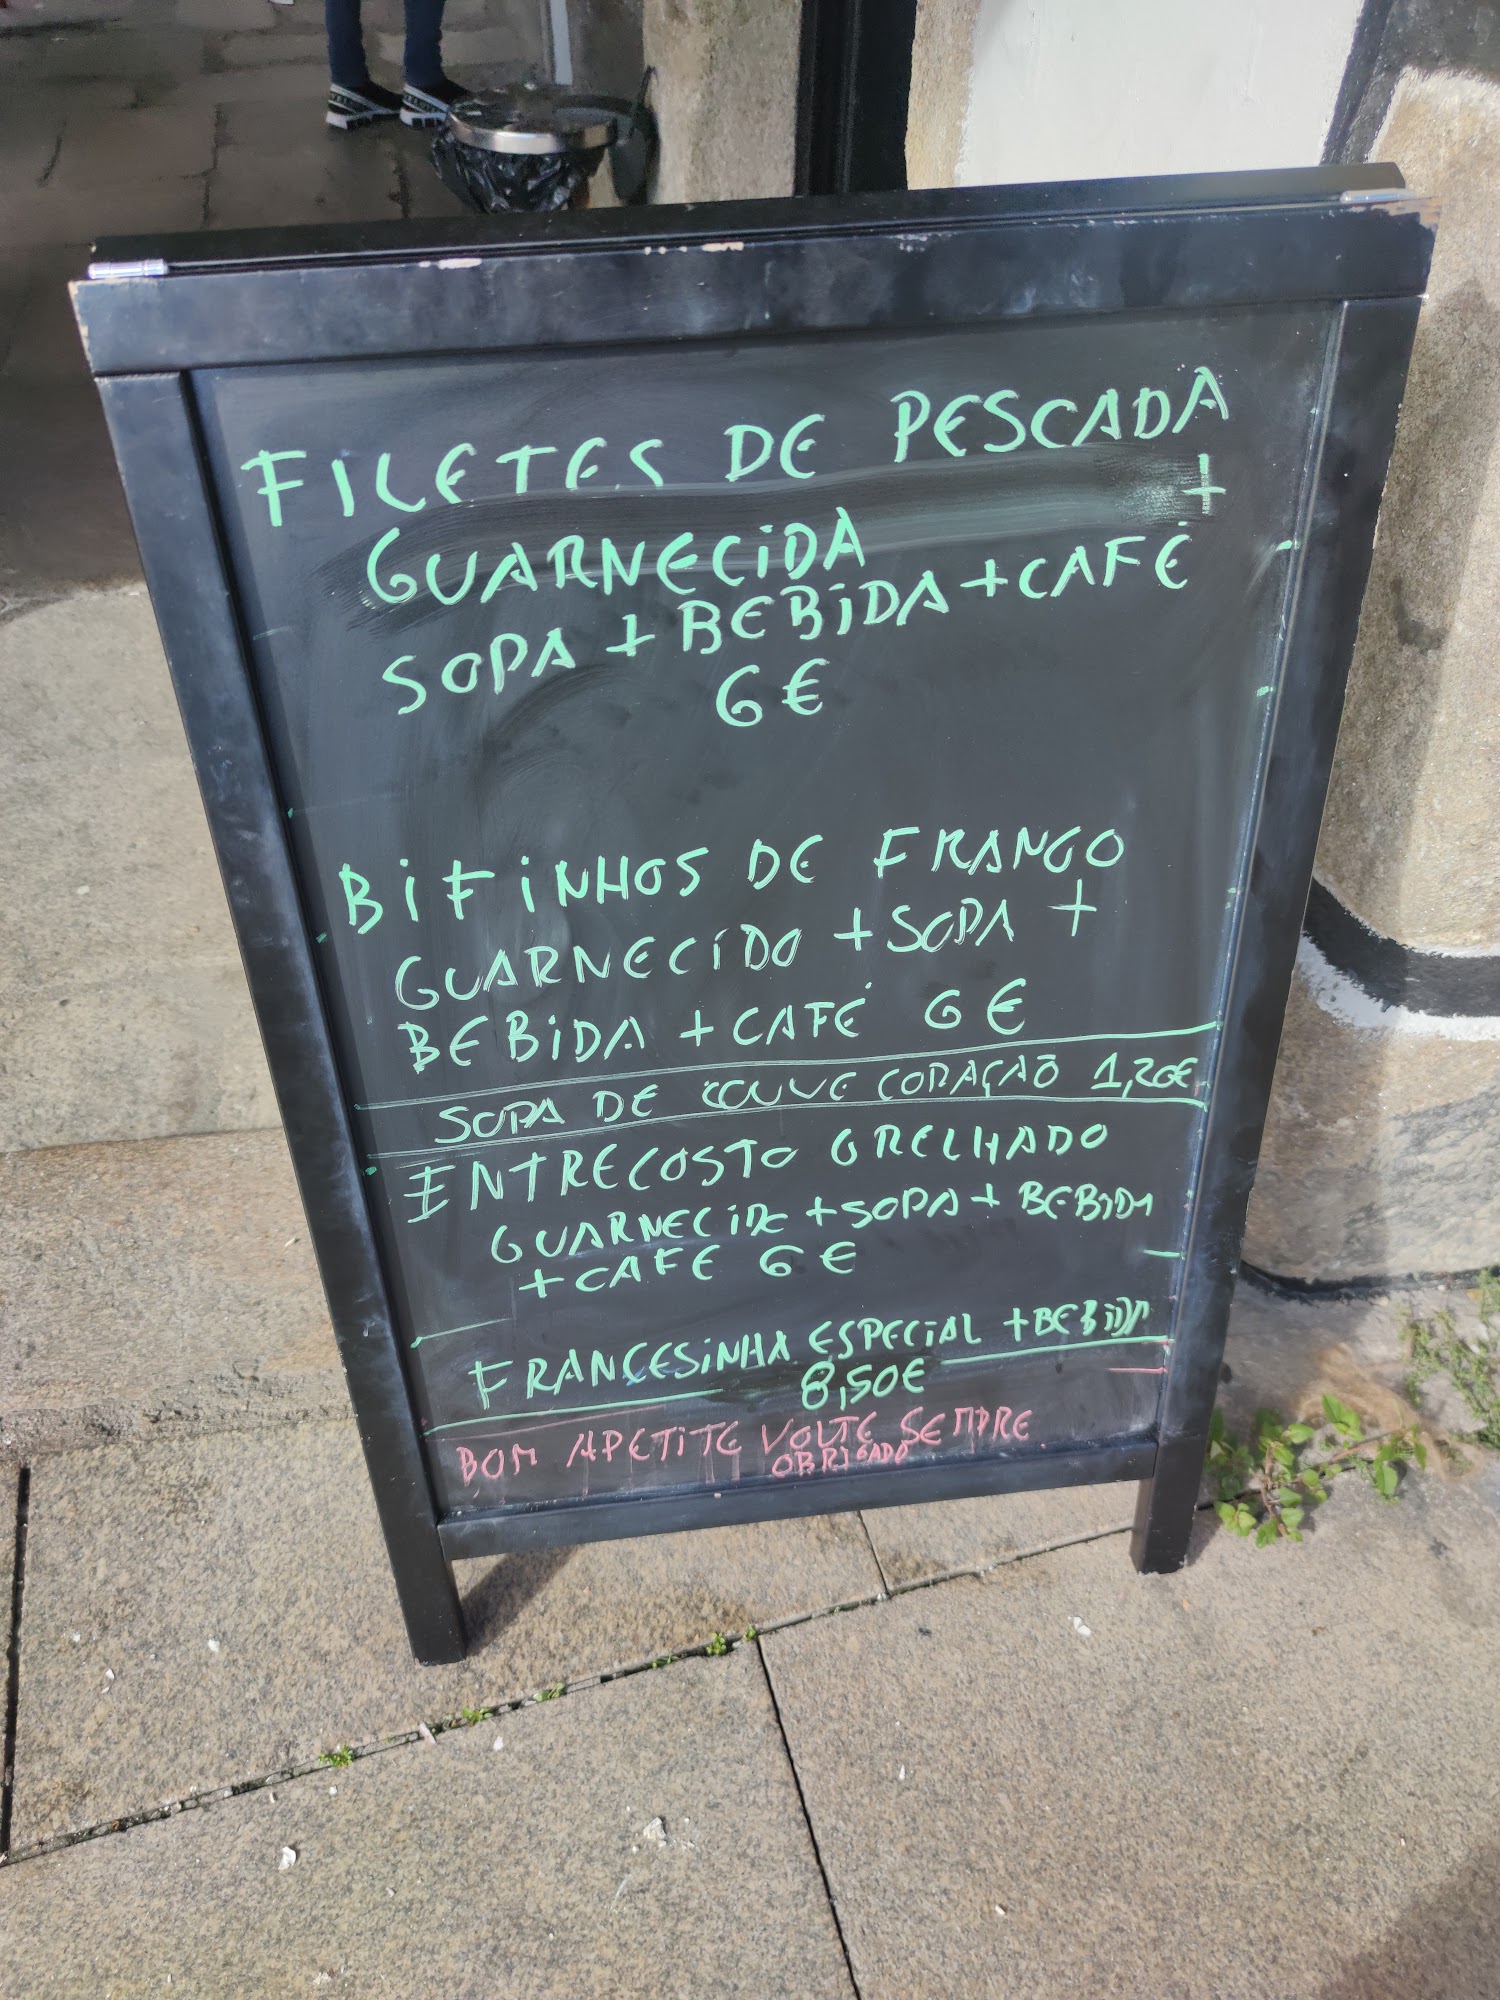 FILETES DE PESCADA
+
GUARNECIDA
SOPA + BEBIDA + CAFÉ
6€
BIFINHOS DE FRANGO
GUARNECIDO + SOPA +
BEBIDA + CAFÉ 6€
SOPA DE COUVE CORAÇÃO 1,20€
ENTRECOSTO GRELHADO
GUARNECIDE + SOPA + BEBIDA
+ CAFE 6€
FRANCESINHA ESPECIAL + BEBIDA
8,50€
BOM APETITE VOLTE SEMPRE
OBRIGADO